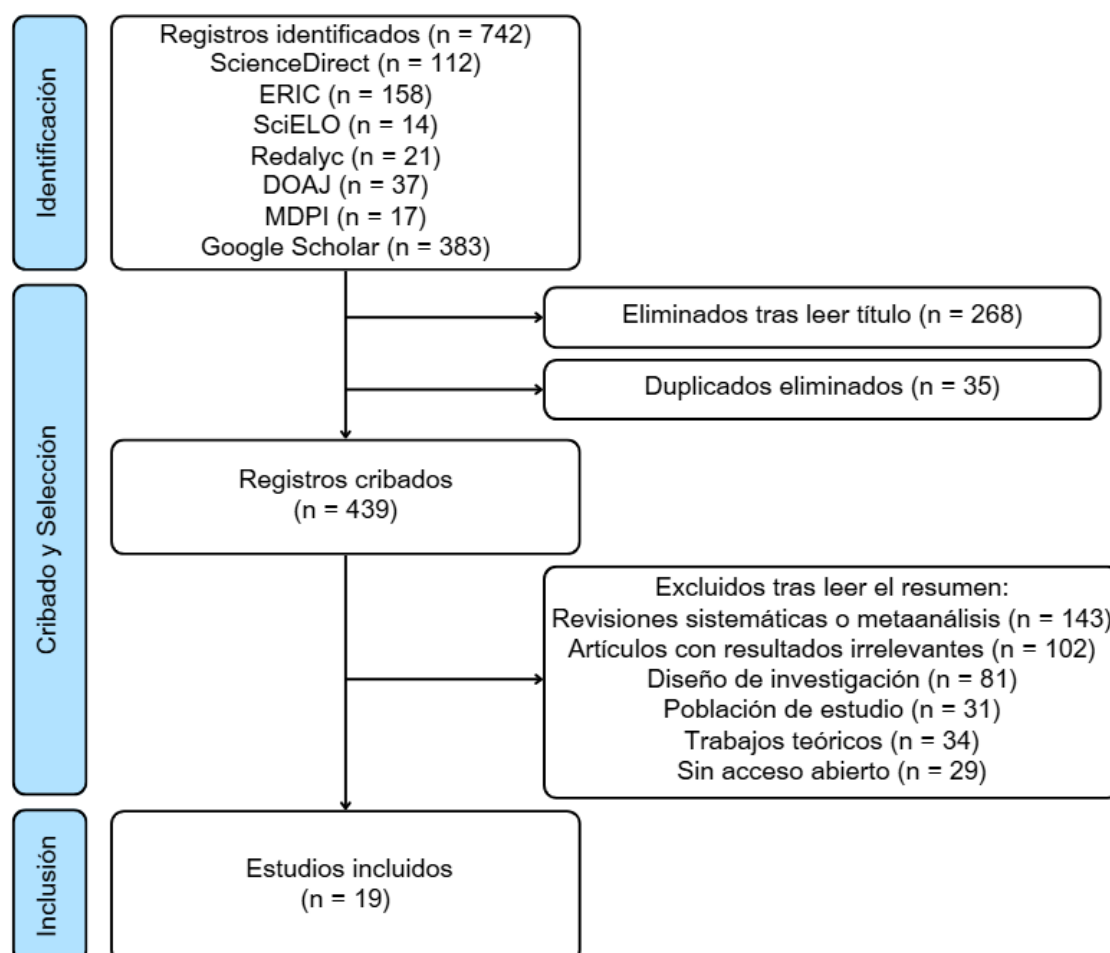 Identificación
Registros identificados (n = 742)
ScienceDirect (n = 112)
ERIC (n = 158)
SciELO (n = 14)
Redalyc (n = 21)
DOAJ (n = 37)
MDPI (n = 17)
Google Scholar (n = 383)
Cribado y Selección
Eliminados tras leer título (n = 268)
Duplicados eliminados (n = 35)
Registros cribados
(n = 439)
Excluidos tras leer el resumen:
Revisiones sistemáticas o metaanálisis (n = 143)
Artículos con resultados irrelevantes (n = 102)
Diseño de investigación (n = 81)
Población de estudio (n = 31)
Trabajos teóricos (n = 34)
Sin acceso abierto (n = 29)
Inclusión
Estudios incluidos
(n = 19)